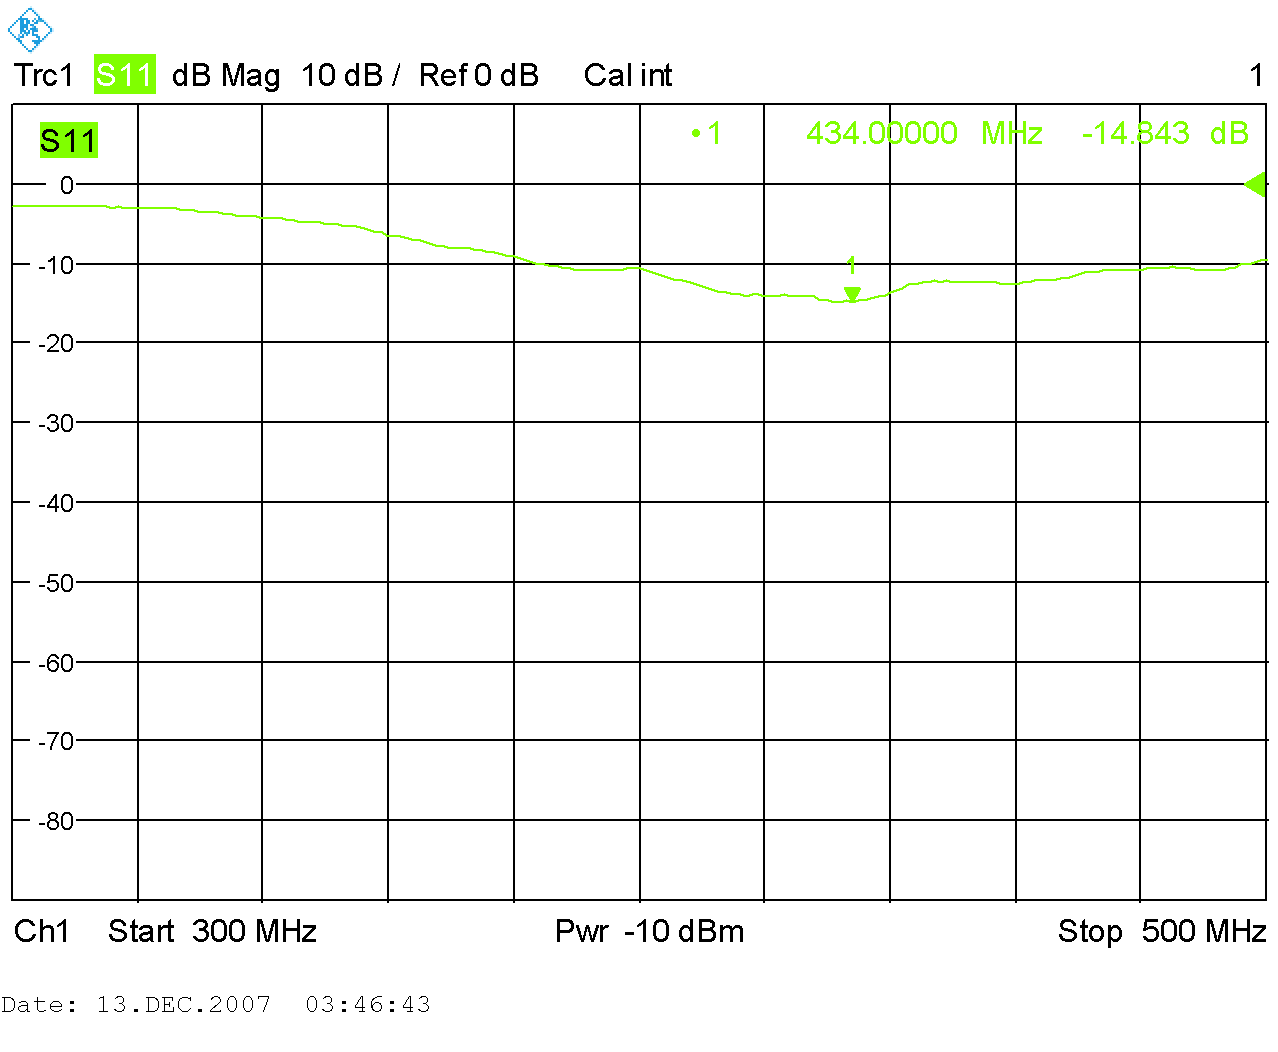 Trc1 S11 dB Mag 10 dB / Ref 0 dB Cal int 1
S11 •1 434.00000 MHz -14.843 dB
0
1
-10
-20
-30
-40
-50
-60
-70
-80
Ch1 Start 300 MHz Pwr -10 dBm Stop 500 MHz
Date: 13.DEC.2007 03:46:43